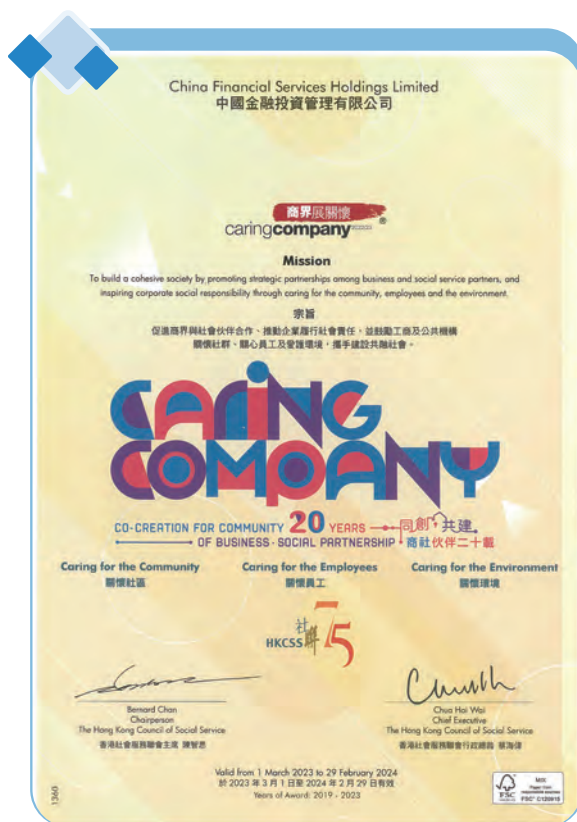 China Financial Services Holdings Limited
中國金融投資管理有限公司
商界展關懷
caringcompany
®
Mission
To build a cohesive society by promoting strategic partnerships among business and social service partners, and
inspiring corporate social responsibility through caring for the community, employees and the environment.
宗旨
促進商界與社會伙伴合作、推動企業履行社會責任，並鼓勵工商及公共機構
關懷社群、關心員工及愛護環境，攜手建設共融社會。
CARING
COMPANY
CO-CREATION FOR COMMUNITY 20 YEARS 同創 共建
OF BUSINESS·SOCIAL PARTNERSHIP 商社伙伴二十載
Caring for the Community Caring for the Employees Caring for the Environment
關懷社區 關懷員工 關懷環境
HKCSS 社聯 75
Bernard Chan
Chairperson
The Hong Kong Council of Social Service
香港社會服務聯會主席 陳智思
Chua Hoi Wai
Chief Executive
The Hong Kong Council of Social Service
香港社會服務聯會行政總裁 蔡海偉
Valid from 1 March 2023 to 29 February 2024
於 2023 年 3 月 1 日至 2024 年 2 月 29 日有效
Years of Award: 2019 - 2023
1360
FSC
MIX
FSC® C120915